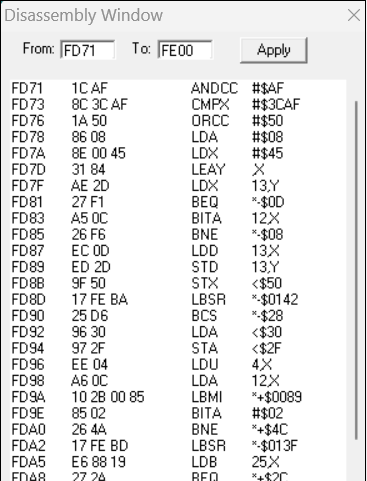 Disassembly Window
From: FD71 To: FE00 Apply
FD71 1C AF ANDCC #$AF
FD73 8C 3C AF CMPX #$3CAF
FD76 1A 50 ORCC #$50
FD78 86 08 LDA #$08
FD7A 8E 00 45 LDX #$45
FD7D 31 84 LEAY ,X
FD7F AE 2D LDX 13,Y
FD81 27 F1 BEQ *-$0D
FD83 A5 0C BITA 12,X
FD85 26 F6 BNE *-$08
FD87 EC 0D LDD 13,X
FD89 ED 2D STD 13,Y
FD8B 9F 50 STX <$50
FD8D 17 FE BA LBSR *-$0142
FD90 25 D6 BCS *-$28
FD92 96 30 LDA <$30
FD94 97 2F STA <$2F
FD96 EE 04 LDU 4,X
FD98 A6 0C LDA 12,X
FD9A 10 2B 00 85 LBMI *+$0089
FD9E 85 02 BITA #$02
FDA0 26 4A BNE *+$4C
FDA2 17 FE BD LBSR *-$013F
FDA5 E6 88 19 LDB 25,X
FDA8 27 2A BEQ *+$2C